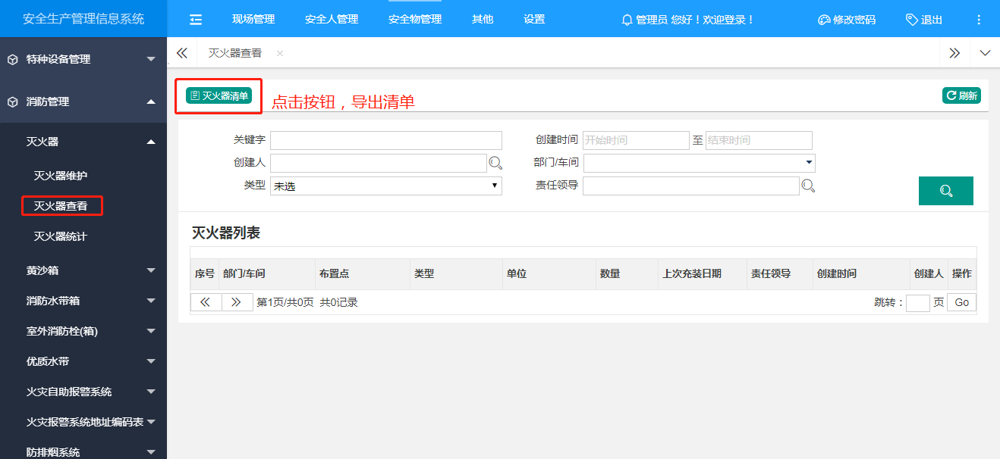 安全生产管理信息系统
现场管理 安全人管理 安全物管理 其他 设置 管理员 您好！欢迎登录！ 修改密码 退出
特种设备管理
消防管理
灭火器
灭火器维护
灭火器查看
灭火器统计
黄沙箱
消防水带箱
室外消防栓(箱)
优质水带
火灾自助报警系统
火灾报警系统地址编码表
防排烟系统
灭火器查看
灭火器清单 点击按钮，导出清单 刷新
关键字 创建时间 开始时间 至 结束时间
创建人 部门/车间
类型 未选 责任领导
灭火器列表
序号 部门/车间 布置点 类型 单位 数量 上次充装日期 责任领导 创建时间 创建人 操作
第1页/共0页 共0记录 跳转： 页 Go